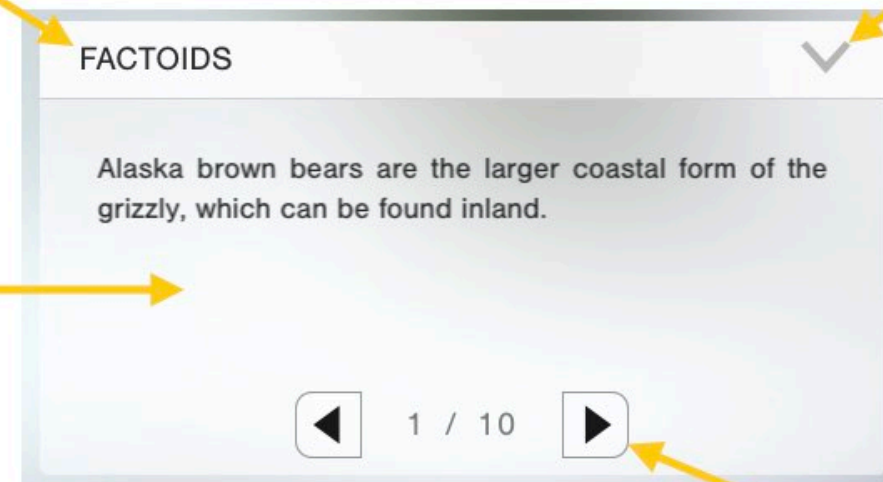 FACTOIDS
Alaska brown bears are the larger coastal form of the
grizzly, which can be found inland.
1 / 10